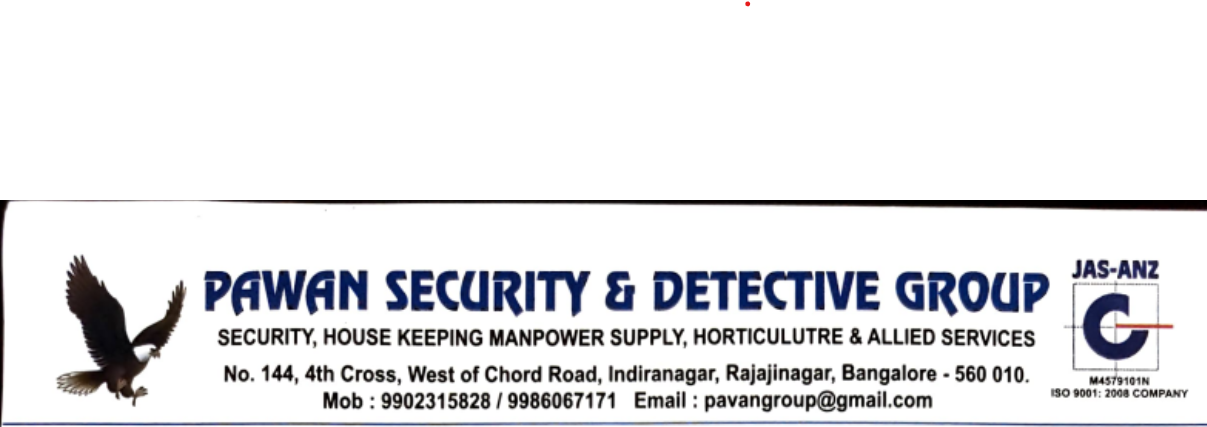 PAWAN SECURITY & DETECTIVE GROUP
SECURITY, HOUSE KEEPING MANPOWER SUPPLY, HORTICULUTRE & ALLIED SERVICES
No. 144, 4th Cross, West of Chord Road, Indiranagar, Rajajinagar, Bangalore - 560 010.
Mob : 9902315828 / 9986067171 Email : pavangroup@gmail.com
JAS-ANZ
M4579101N
ISO 9001: 2008 COMPANY